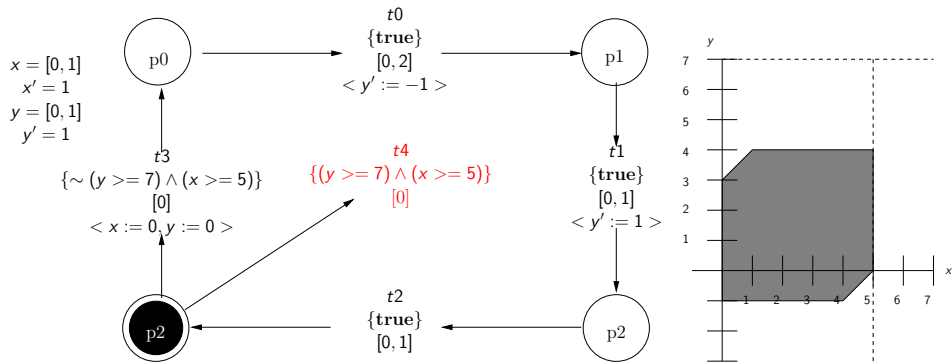 x = [0, 1]
x′ = 1
y = [0, 1]
y′ = 1
p0
t0
{true}
[0, 2]
< y′ := −1 >
p1
t3
{∼ (y >= 7) ∧ (x >= 5)}
[0]
< x := 0, y := 0 >
t4
{(y >= 7) ∧ (x >= 5)}
[0]
t1
{true}
[0, 1]
< y′ := 1 >
p2
t2
{true}
[0, 1]
p2
y
7
6
5
4
3
2
1
1 2 3 4 5 6 7
x